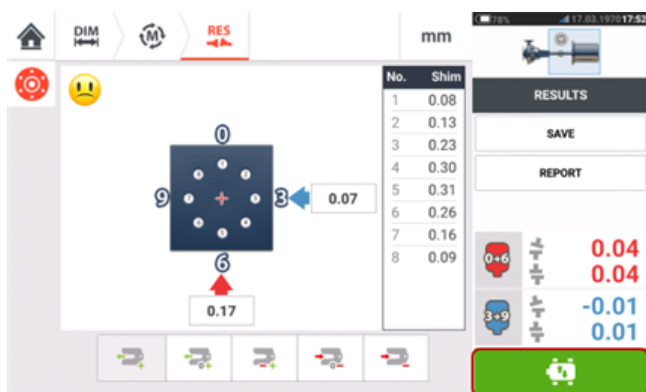 78% 17.03.1970 17:52
DIM M RES mm
RESULTS
SAVE
REPORT
No. Shim
1 0.08
2 0.13
3 0.23
4 0.30
5 0.31
6 0.26
7 0.16
8 0.09
0
9 3 0.07
6
0.17
0+6 0.04
0.04
3+9 -0.01
0.01